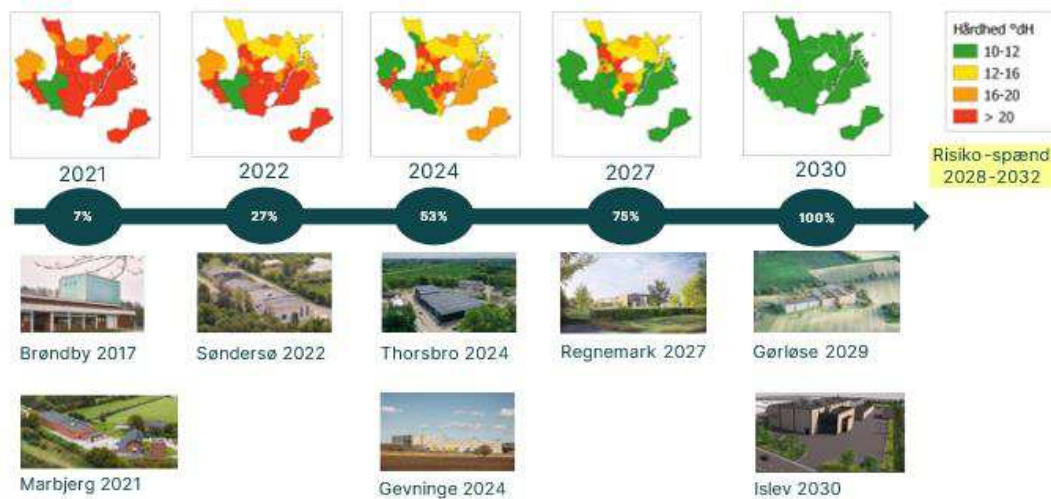 Hårdhed °dH
10-12
12-16
16-20
> 20
Risiko-spænd
2028-2032
2021
2022
2024
2027
2030
7%
27%
53%
75%
100%
Brøndby 2017
Søndersø 2022
Thorsbro 2024
Regnemark 2027
Gørløse 2029
Marbjerg 2021
Gevninge 2024
Islev 2030